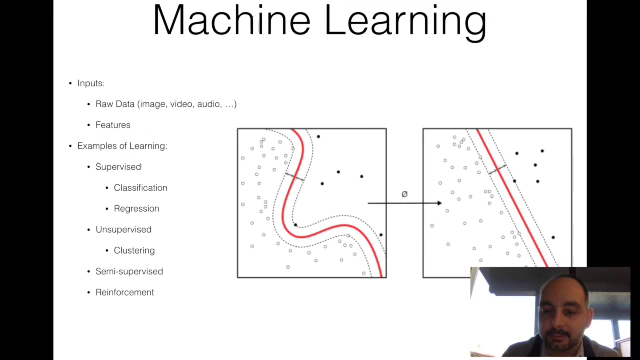 Machine Learning
• Inputs:
• Raw Data (image, video, audio, …)
• Features
• Examples of Learning:
• Supervised
• Classification
• Regression
• Unsupervised
• Clustering
• Semi-supervised
• Reinforcement
Ø